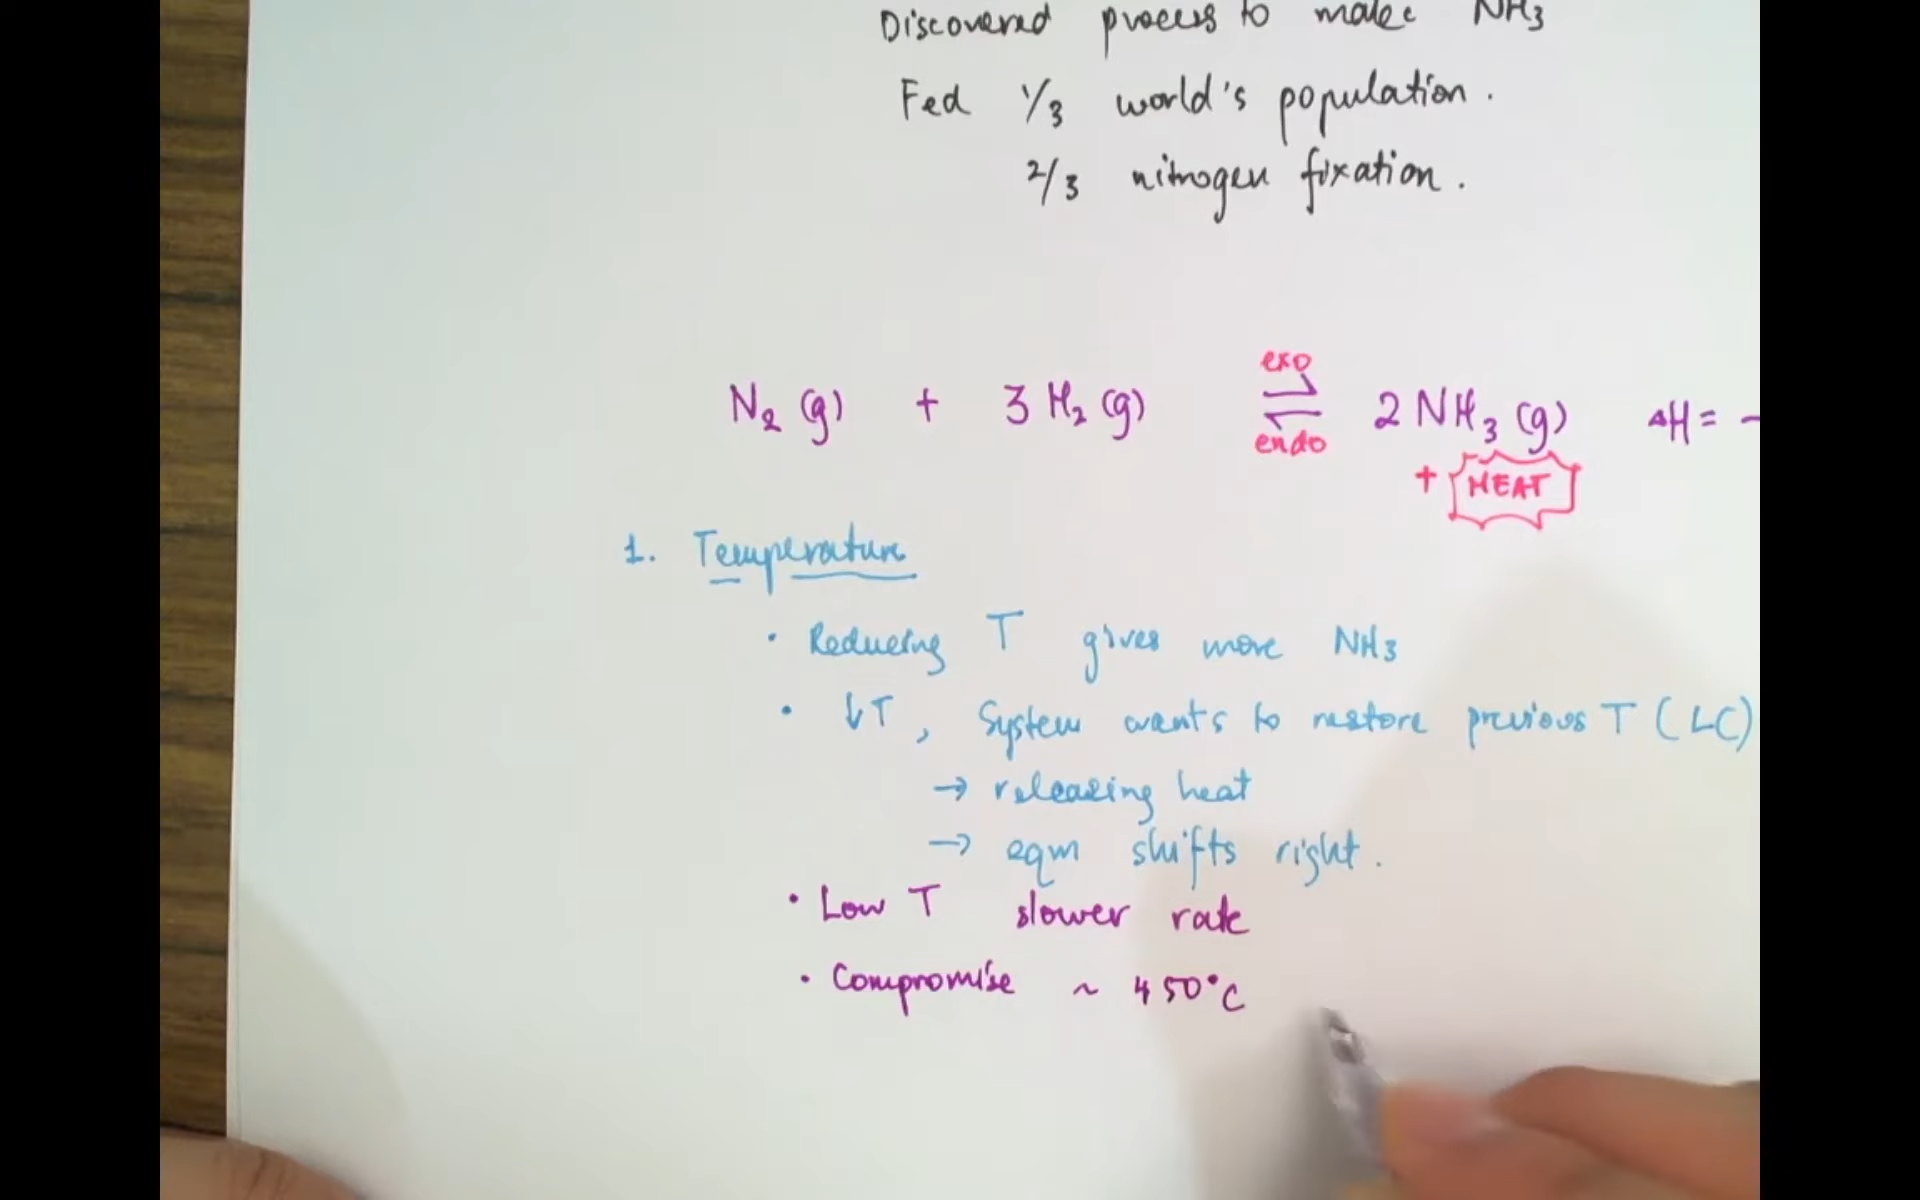 Discovered process to make NH3
Fed 1/3 world's population.
2/3 nitrogen fixation.
exo
N2 (g) + 3 H2 (g) ⇌ 2 NH3 (g) ΔH = -
endo
+ HEAT
1. Temperature
• Reducing T gives more NH3
• ↓T, System wants to restore previous T (LC)
→ releasing heat
→ eqm shifts right.
• Low T slower rate
• Compromise ~ 450°C